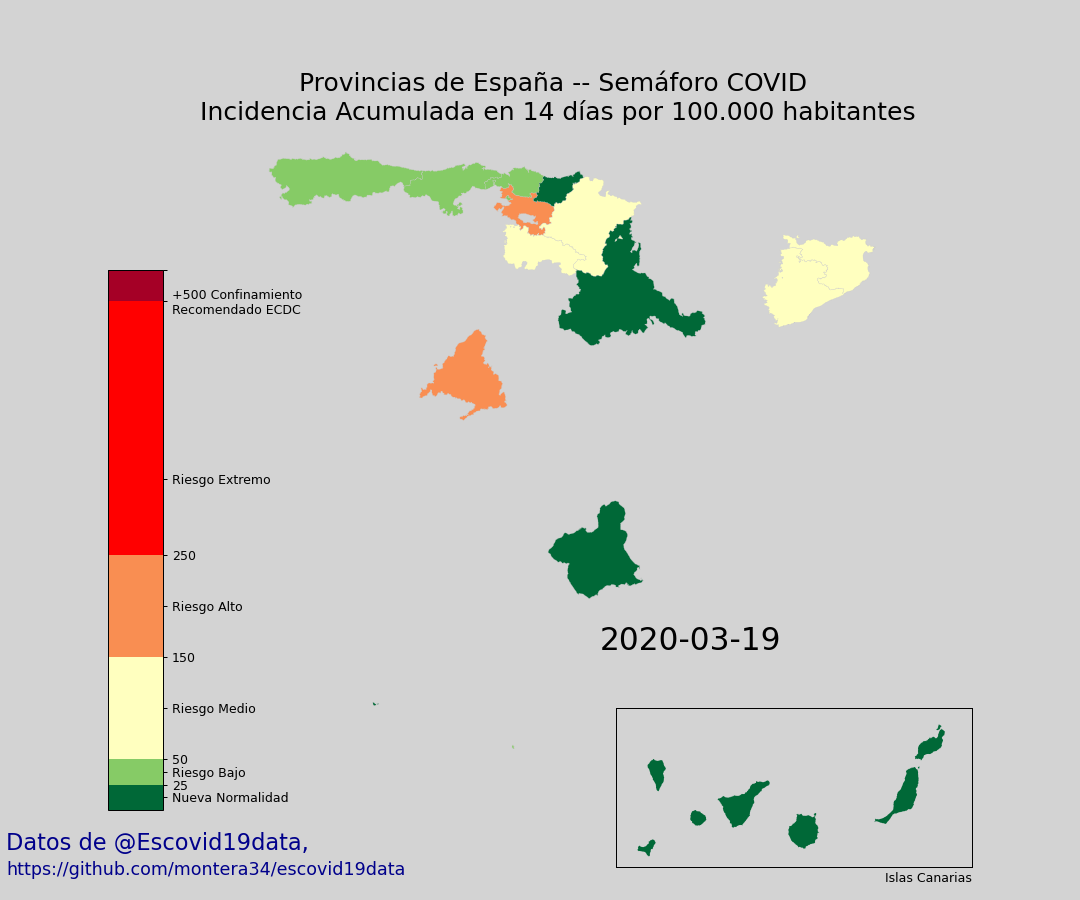 Provincias de España -- Semáforo COVID
Incidencia Acumulada en 14 días por 100.000 habitantes
+500 Confinamiento
Recomendado ECDC
Riesgo Extremo
250
Riesgo Alto
150
Riesgo Medio
50
Riesgo Bajo
25
Nueva Normalidad
2020-03-19
Islas Canarias
Datos de @Escovid19data,
https://github.com/montera34/escovid19data